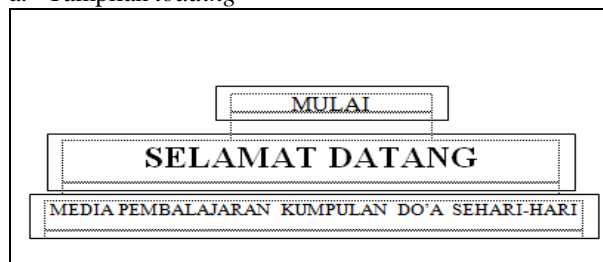 MULAI
SELAMAT DATANG
MEDIA PEMBALAJARAN KUMPULAN DO'A SEHARI-HARI